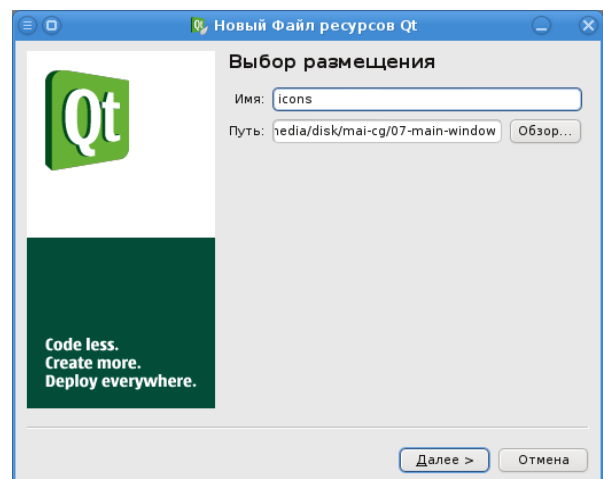 Новый Файл ресурсов Qt
Qt
Выбор размещения
Имя: icons
Путь: nedia/disk/mai-cg/07-main-window Обзор...
Code less.
Create more.
Deploy everywhere.
Далее > Отмена